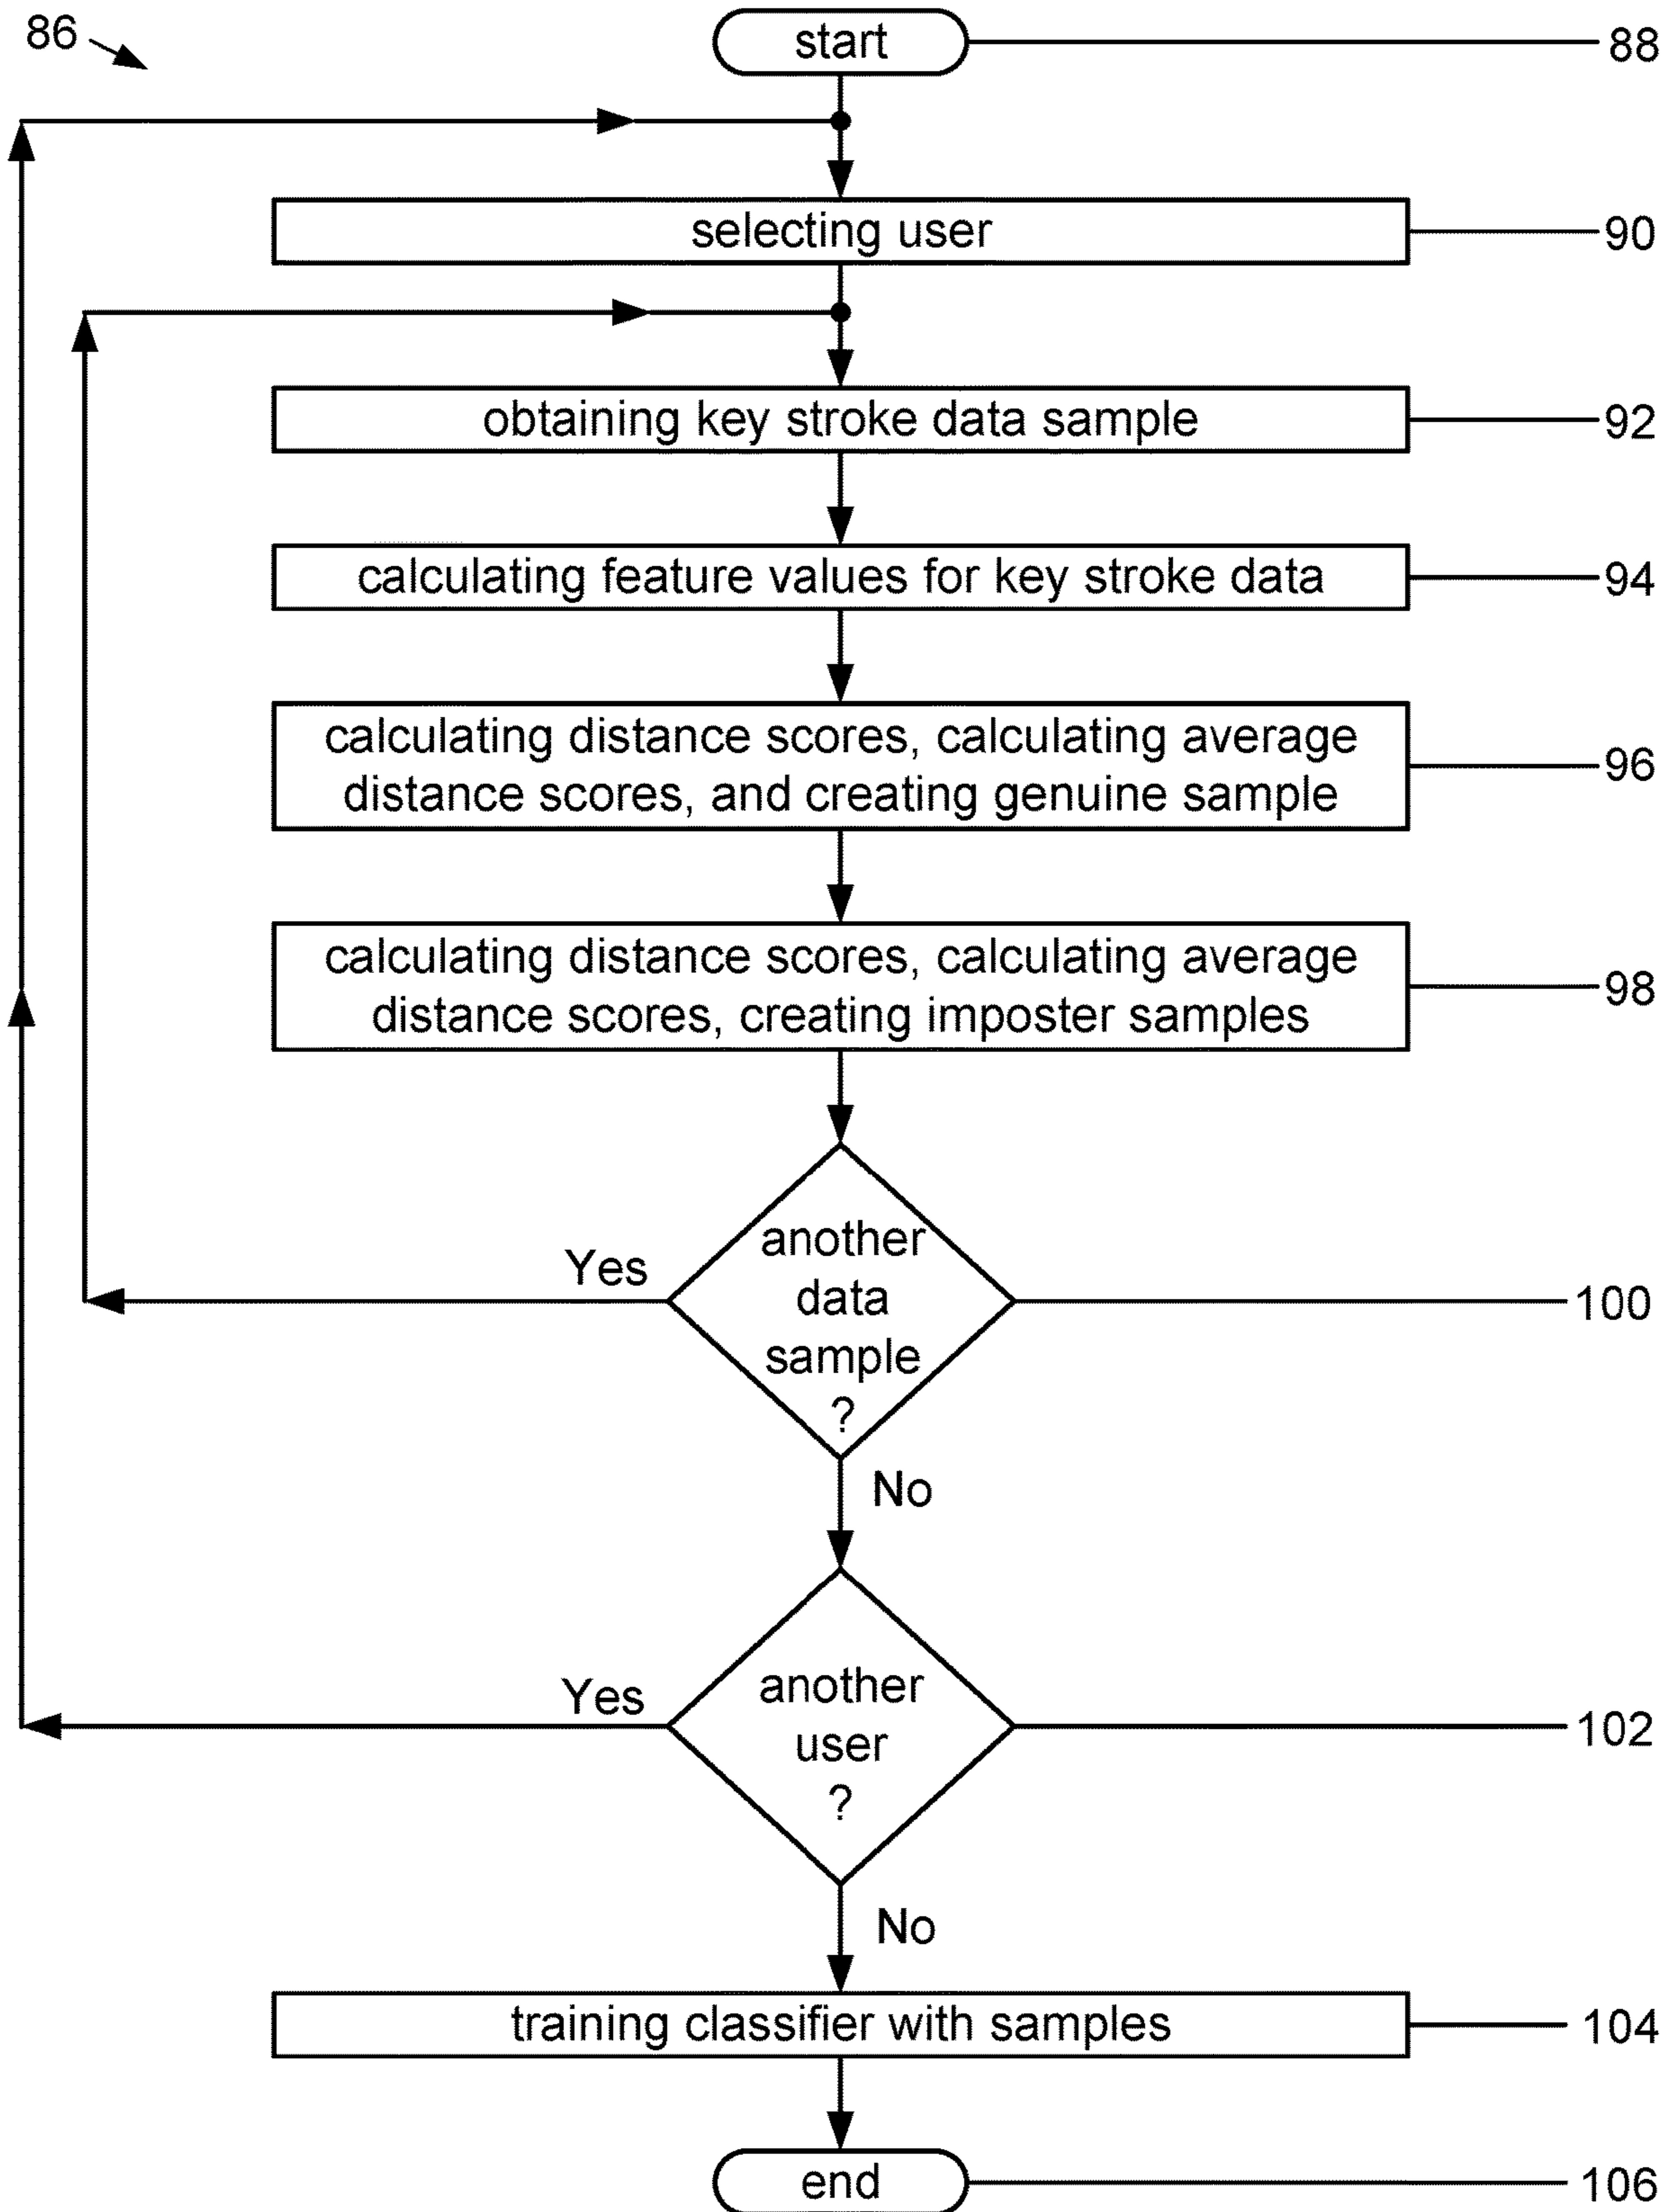 86
start
88
selecting user
90
obtaining key stroke data sample
92
calculating feature values for key stroke data
94
calculating distance scores, calculating average
distance scores, and creating genuine sample
96
calculating distance scores, calculating average
distance scores, creating imposter samples
98
another
data
sample
?
Yes
100
No
another
user
?
Yes
102
No
training classifier with samples
104
end
106